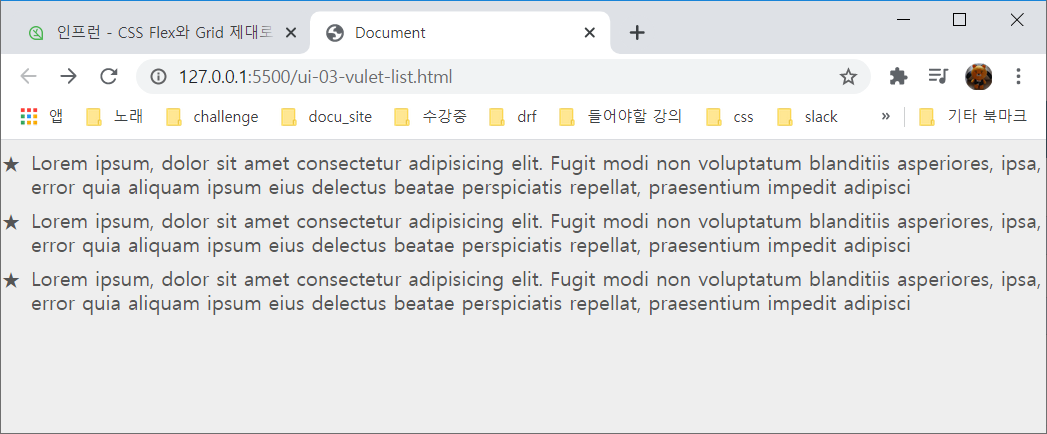 인프런 - CSS Flex와 Grid 제대로
Document
127.0.0.1:5500/ui-03-vulet-list.html
앱 노래 challenge docu_site 수강중 drf 들어야할 강의 css slack » 기타 북마크
★ Lorem ipsum, dolor sit amet consectetur adipisicing elit. Fugit modi non voluptatum blanditiis asperiores, ipsa,
error quia aliquam ipsum eius delectus beatae perspiciatis repellat, praesentium impedit adipisci
★ Lorem ipsum, dolor sit amet consectetur adipisicing elit. Fugit modi non voluptatum blanditiis asperiores, ipsa,
error quia aliquam ipsum eius delectus beatae perspiciatis repellat, praesentium impedit adipisci
★ Lorem ipsum, dolor sit amet consectetur adipisicing elit. Fugit modi non voluptatum blanditiis asperiores, ipsa,
error quia aliquam ipsum eius delectus beatae perspiciatis repellat, praesentium impedit adipisci